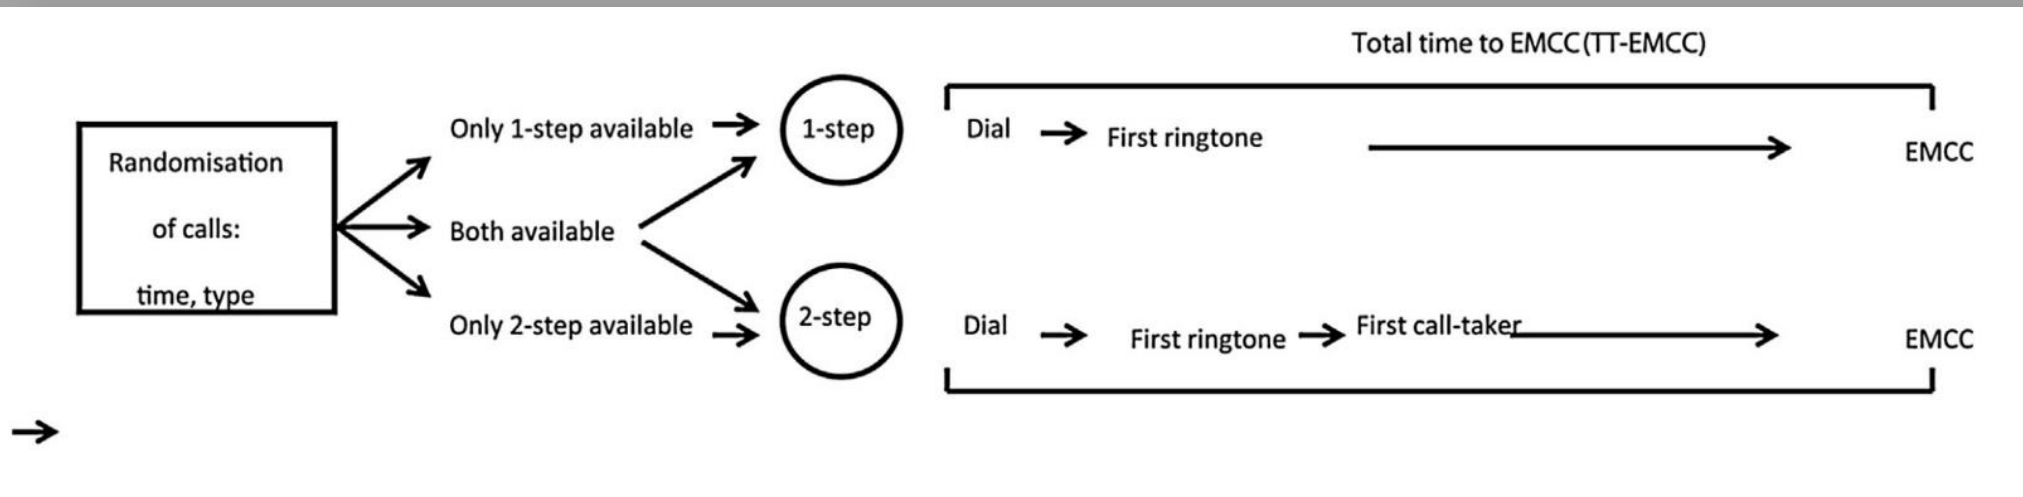 Total time to EMCC(TT-EMCC)
Randomisation
of calls:
time, type
Only 1-step available
Both available
Only 2-step available
1-step
2-step
Dial
First ringtone
EMCC
Dial
First ringtone
First call-taker
EMCC